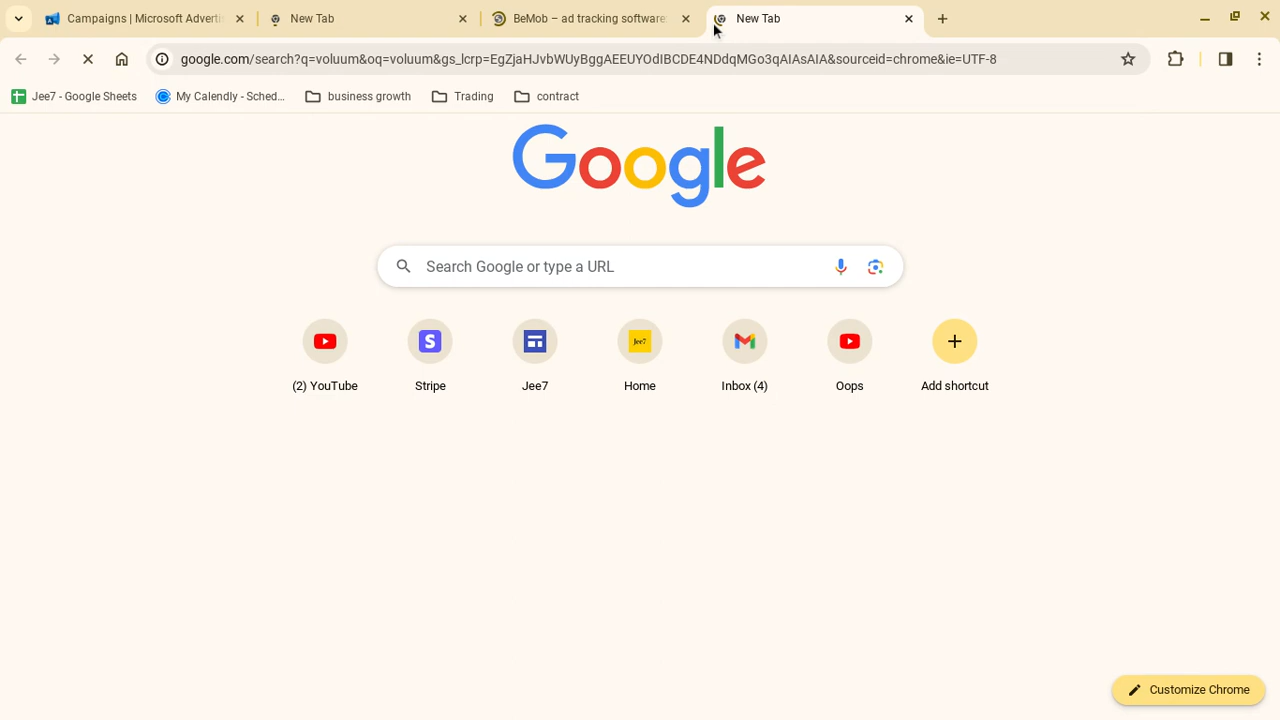 Campaigns | Microsoft Adverti
New Tab
BeMob – ad tracking software
New Tab
google.com/search?q=voluum&oq=voluum&gs_lcrp=EgZjaHJvbWUyBggAEEUYOdIBCDE4NDdqMGo3qAIAsAIA&sourceid=chrome&ie=UTF-8
Jee7 - Google Sheets
My Calendly - Sched...
business growth
Trading
contract
Google
Search Google or type a URL
S
Jee7
(2) YouTube
Stripe
Jee7
Home
Inbox (4)
Oops
Add shortcut
Customize Chrome